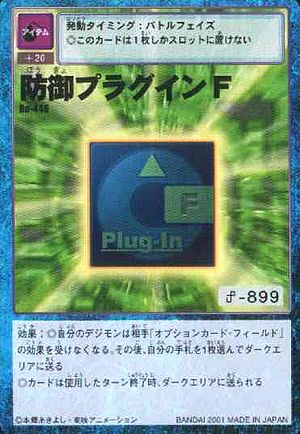 アイテム
+20
発動タイミング：バトルフェイズ
◎このカードは1枚しかスロットに置けない
防御プラグインF
F
Plug-In
-899
効果：◎自分のデジモンは相手「オプションカード・フィールド」
の効果を受けなくなる。その後、自分の手札を1枚選んでダークエ
リアに送る
◎カードは使用したターン終了時、ダークエリアに送られる
©本郷あきよし・東映アニメーション
BANDAI 2001 MADE IN JAPAN